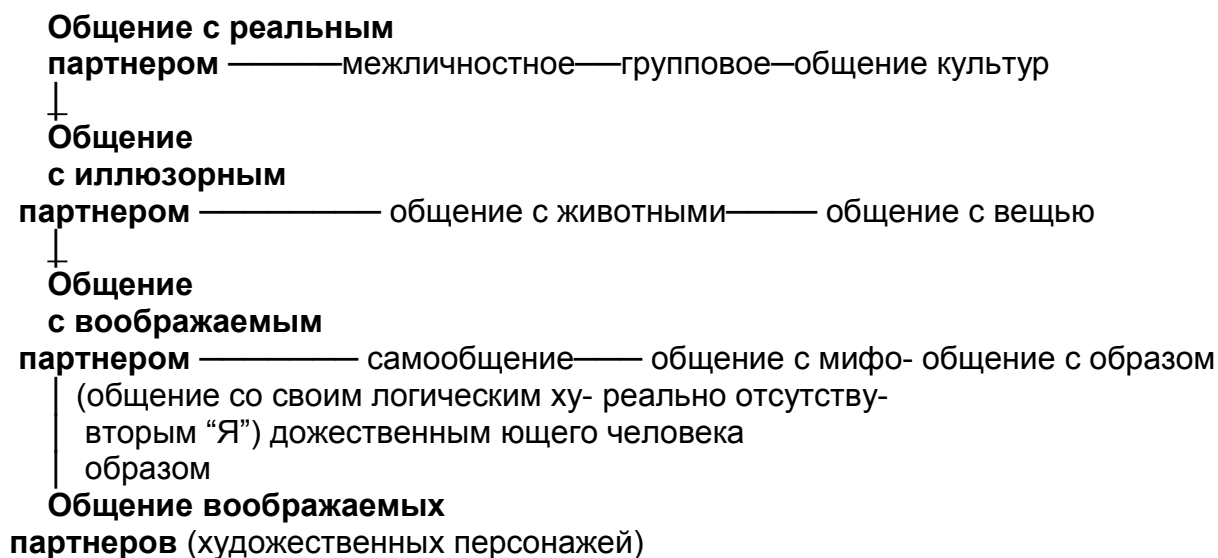 Общение с реальным
партнером ———межличностное—групповое–общение культур
Общение
с иллюзорным
партнером ———— общение с животными—— общение с вещью
Общение
с воображаемым
партнером ———— самообщение—— общение с мифо- общение с образом
(общение со своим логическим ху- реально отсутству-
вторым “Я”) дожественным ющего человека
образом
Общение воображаемых
партнеров (художественных персонажей)